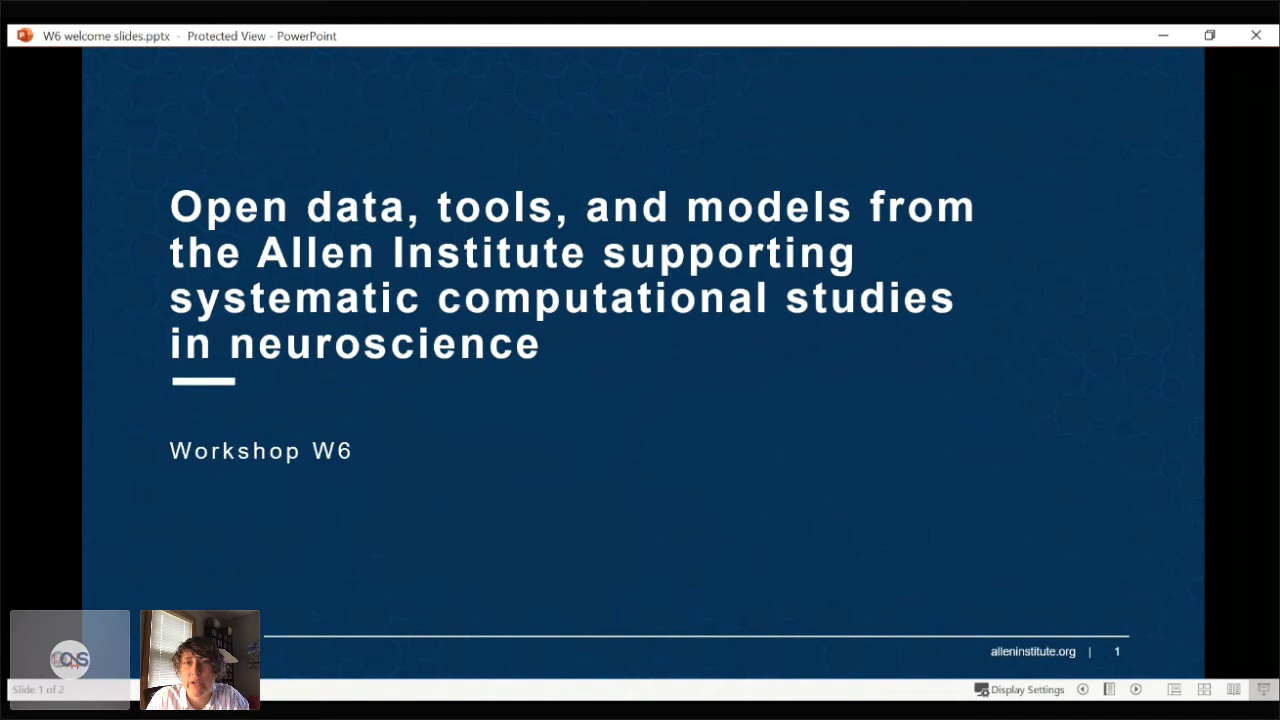 W6 welcome slides.pptx - Protected View - PowerPoint
Open data, tools, and models from
the Allen Institute supporting
systematic computational studies
in neuroscience
Workshop W6
alleninstitute.org | 1
Slide 1 of 2
Display Settings